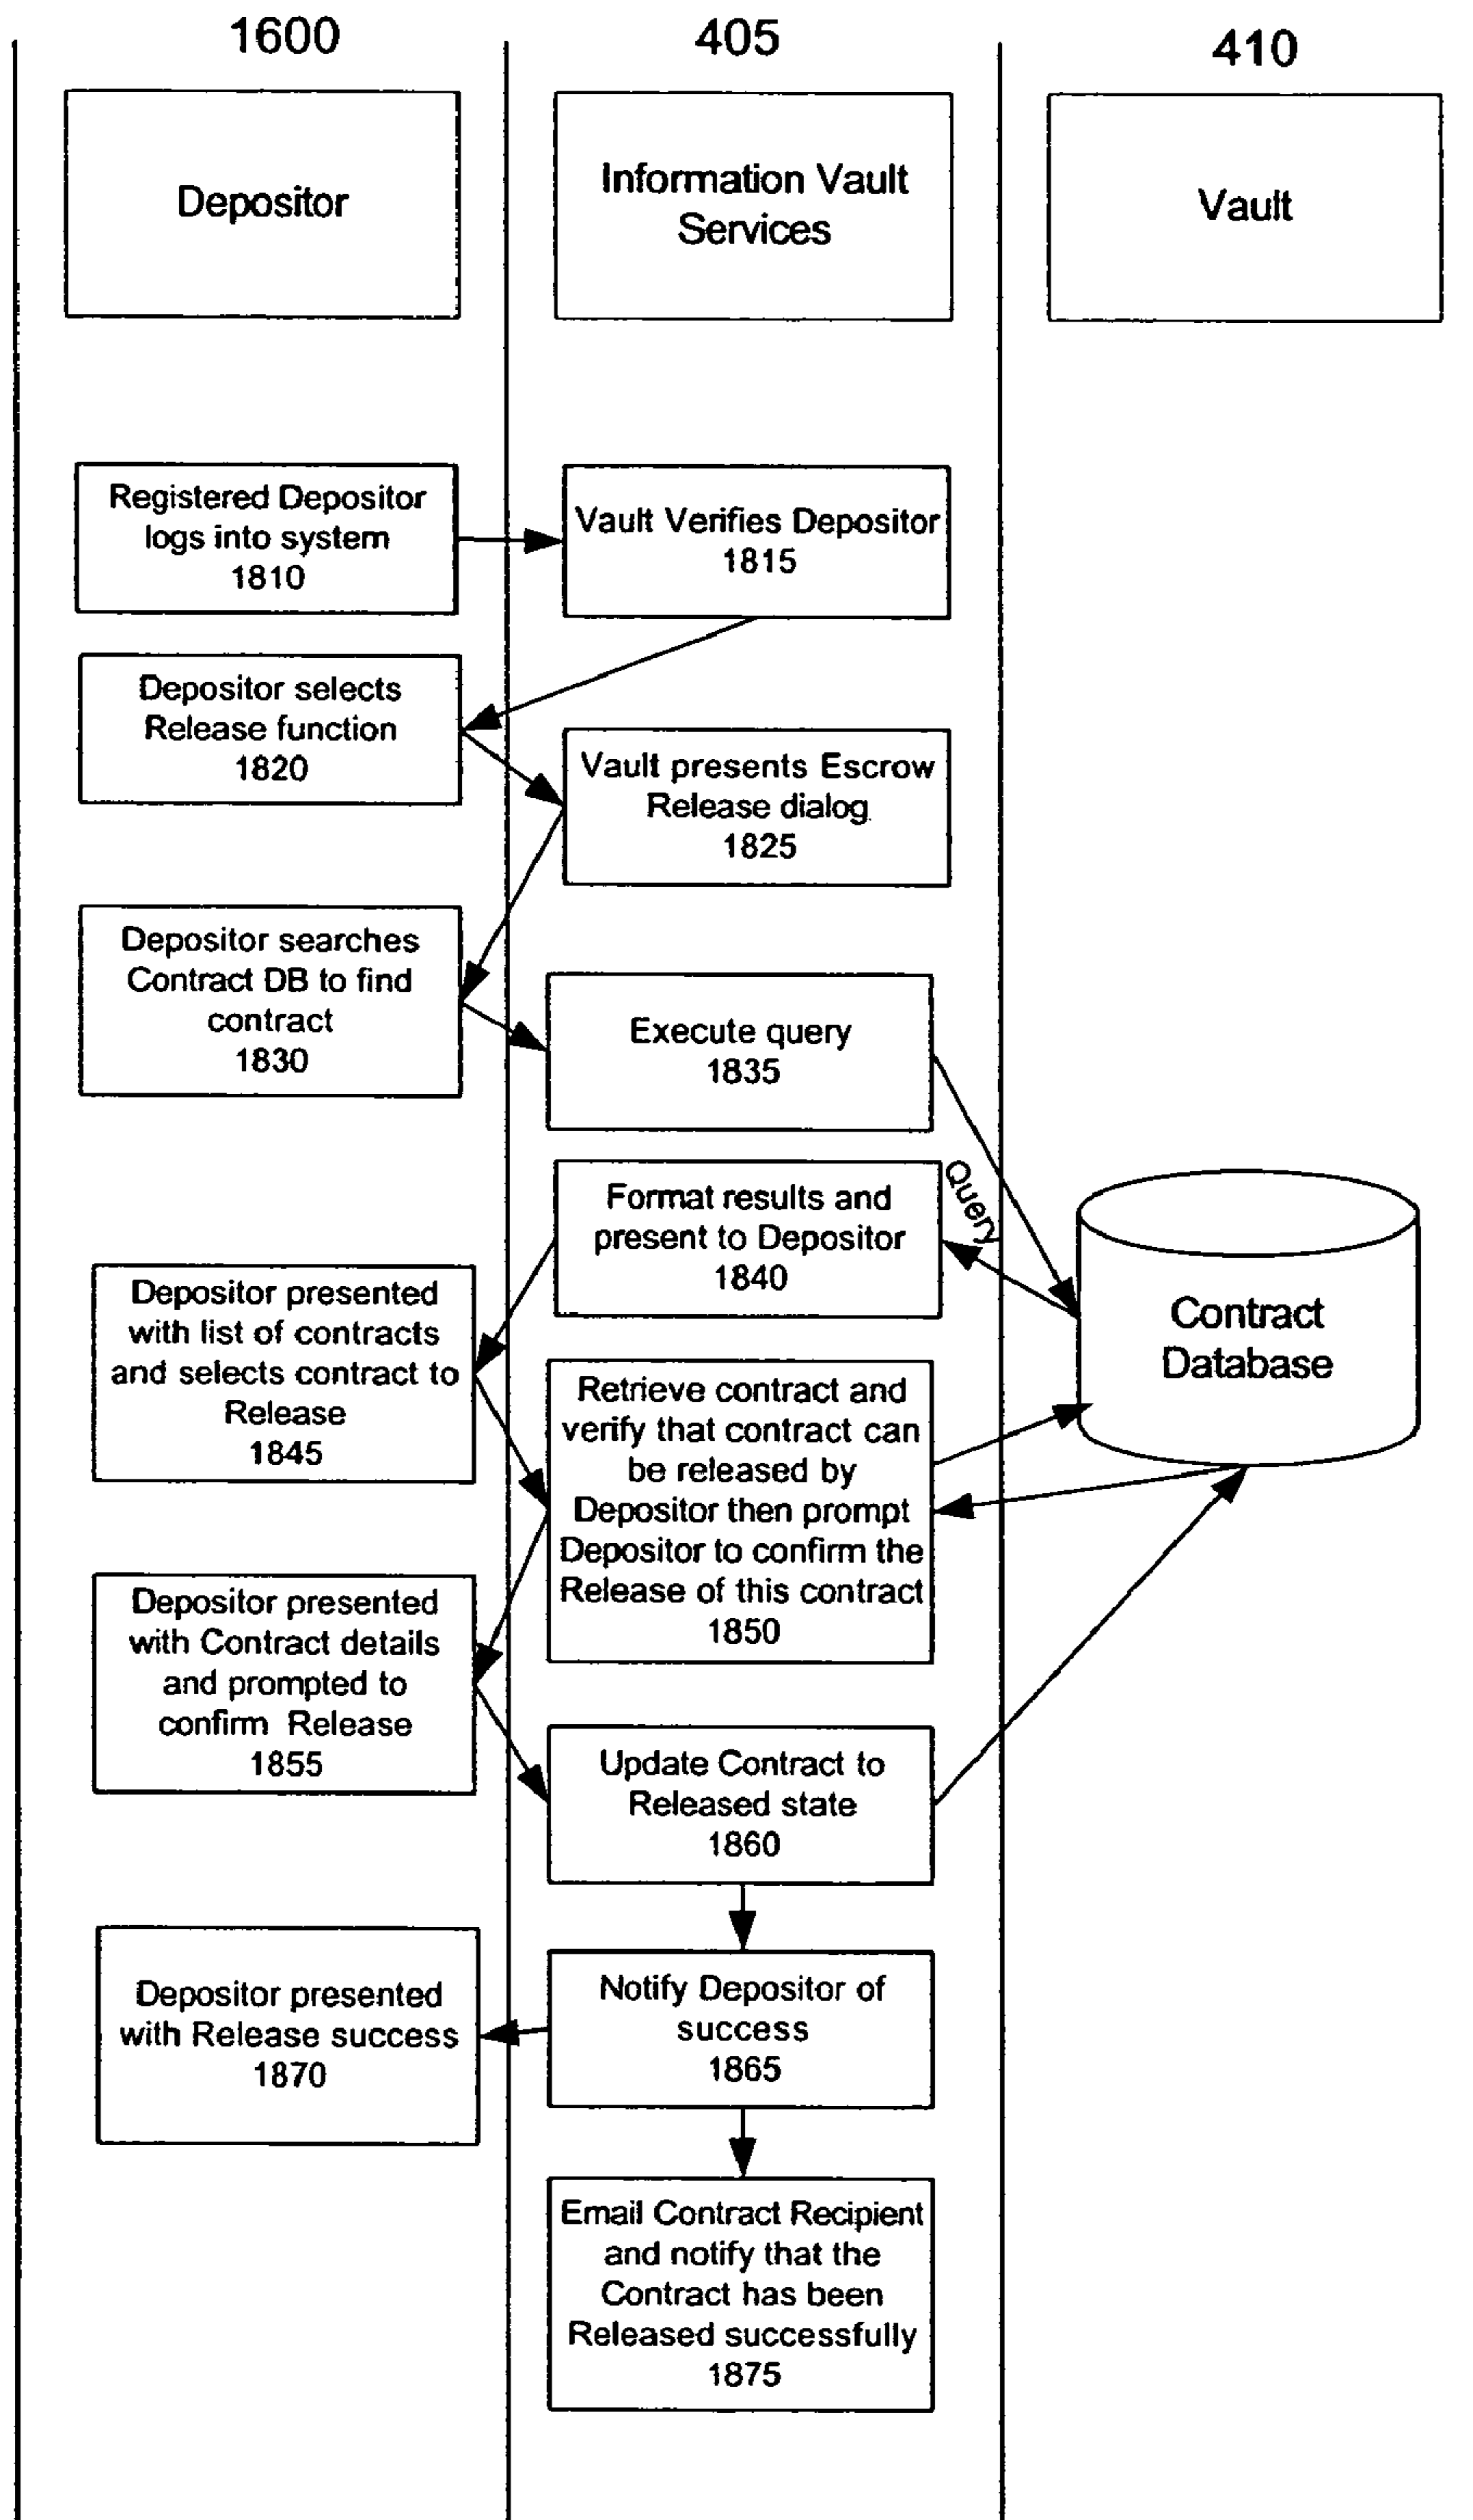 1600
405
410
Depositor
Information Vault
Services
Vault
Registered Depositor
logs into system
1810
Vault Verifies Depositor
1815
Depositor selects
Release function
1820
Vault presents Escrow
Release dialog
1825
Depositor searches
Contract DB to find
contract
1830
Execute query
1835
Query
Format results and
present to Depositor
1840
Contract
Database
Depositor presented
with list of contracts
and selects contract to
Release
1845
Retrieve contract and
verify that contract can
be released by
Depositor then prompt
Depositor to confirm the
Release of this contract
1850
Depositor presented
with Contract details
and prompted to
confirm Release
1855
Update Contract to
Released state
1860
Notify Depositor of
success
1865
Depositor presented
with Release success
1870
Email Contract Recipient
and notify that the
Contract has been
Released successfully
1875